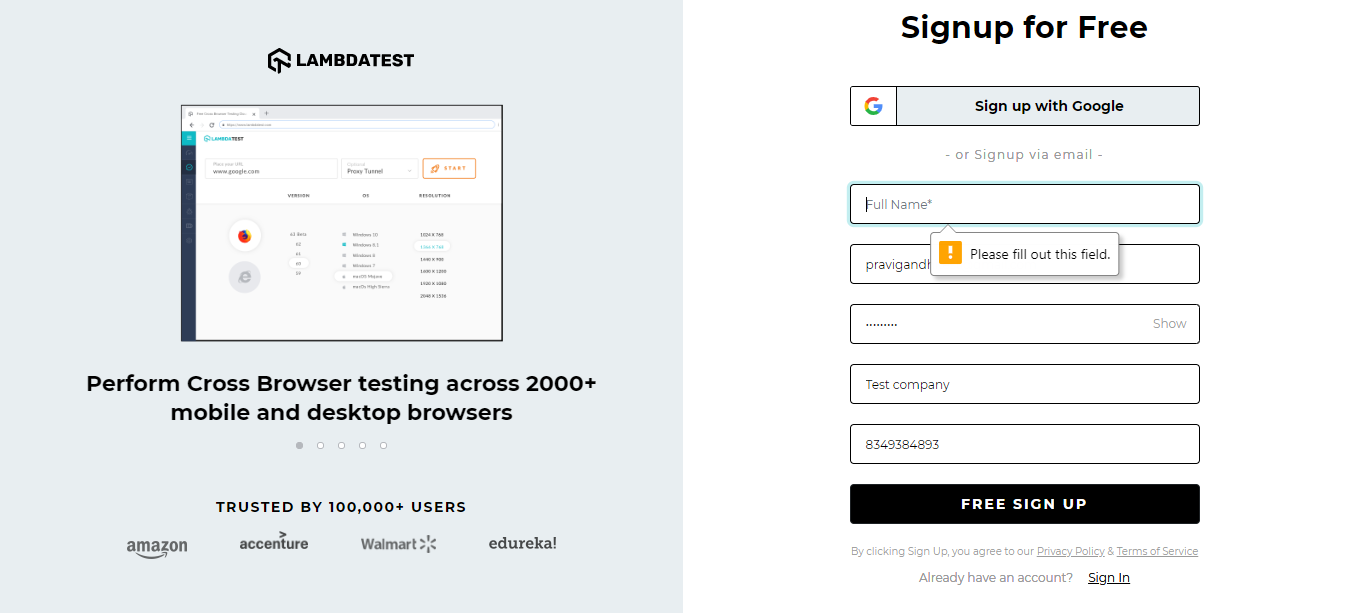 LAMBDATEST
LAMBDATEST
www.google.com
Proxy Tunnel
START
VERSION
OS
RESOLUTION
63 Beta
62
61
60
59
Windows 10
Windows 8.1
Windows 8
Windows 7
macOS Mojave
macOs High Sierra
1024 X 768
1366 X 768
1440 X 900
1600 X 1200
1920 X 1080
2048 X 1536
Perform Cross Browser testing across 2000+
mobile and desktop browsers
TRUSTED BY 100,000+ USERS
amazon
accenture
Walmart
edureka!
Signup for Free
Sign up with Google
- or Signup via email -
Full Name*
Please fill out this field.
pravigandh
Show
Test company
8349384893
FREE SIGN UP
By clicking Sign Up, you agree to our Privacy Policy & Terms of Service
Already have an account? Sign In